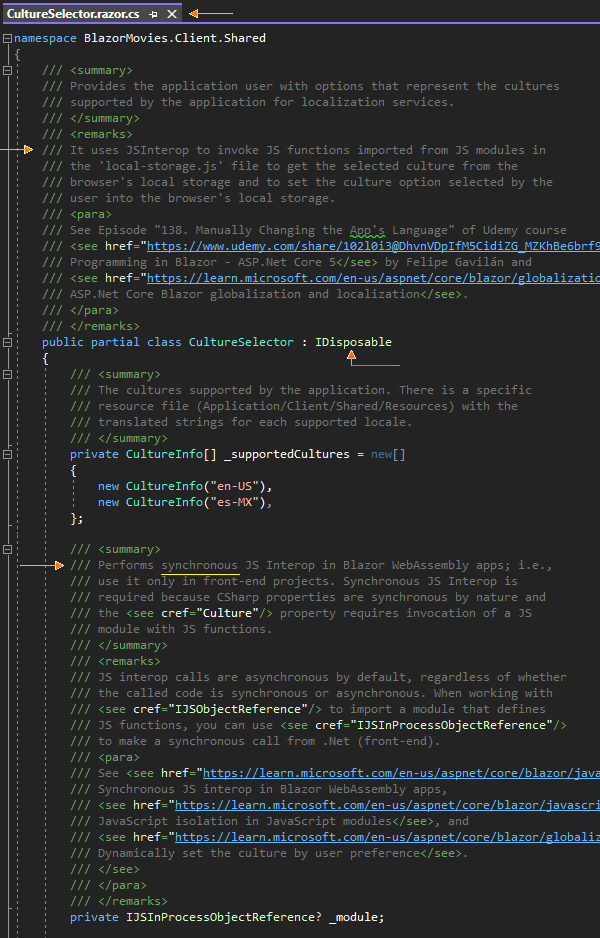 CultureSelector.razor.cs
namespace BlazorMovies.Client.Shared
{
/// <summary>
/// Provides the application user with options that represent the cultures
/// supported by the application for localization services.
/// </summary>
/// <remarks>
/// It uses JSInterop to invoke JS functions imported from JS modules in
/// the 'local-storage.js' file to get the selected culture from the
/// browser's local storage and to set the culture option selected by the
/// user into the browser's local storage.
/// <para>
/// See Episode "138. Manually Changing the App's Language" of Udemy course
/// <see href="https://www.udemy.com/share/102l0i3@DhvnVDpIfM5CidiZG_MZKhBe6brf9
/// Programming in Blazor - ASP.Net Core 5</see> by Felipe Gavilán and
/// <see href="https://learn.microsoft.com/en-us/aspnet/core/blazor/globalizatio
/// ASP.Net Core Blazor globalization and localization</see>.
/// </para>
/// </remarks>
public partial class CultureSelector : IDisposable
{
/// <summary>
/// The cultures supported by the application. There is a specific
/// resource file (Application/Client/Shared/Resources) with the
/// translated strings for each supported locale.
/// </summary>
private CultureInfo[] _supportedCultures = new[]
{
new CultureInfo("en-US"),
new CultureInfo("es-MX"),
};
/// <summary>
/// Performs synchronous JS Interop in Blazor WebAssembly apps; i.e.,
/// use it only in front-end projects. Synchronous JS Interop is
/// required because CSharp properties are synchronous by nature and
/// the <see cref="Culture"/> property requires invocation of a JS
/// module with JS functions.
/// </summary>
/// <remarks>
/// JS interop calls are asynchronous by default, regardless of whether
/// the called code is synchronous or asynchronous. When working with
/// <see cref="IJSObjectReference"/> to import a module that defines
/// JS functions, you can use <see cref="IJSInProcessObjectReference"/>
/// to make a synchronous call from .Net (front-end).
/// <para>
/// See <see href="https://learn.microsoft.com/en-us/aspnet/core/blazor/java
/// Synchronous JS interop in Blazor WebAssembly apps,
/// <see href="https://learn.microsoft.com/en-us/aspnet/core/blazor/javascri
/// JavaScript isolation in JavaScript modules</see>, and
/// <see href="https://learn.microsoft.com/en-us/aspnet/core/blazor/globaliz
/// Dynamically set the culture by user preference</see>.
/// </see>
/// </para>
/// </remarks>
private IJSInProcessObjectReference? _module;